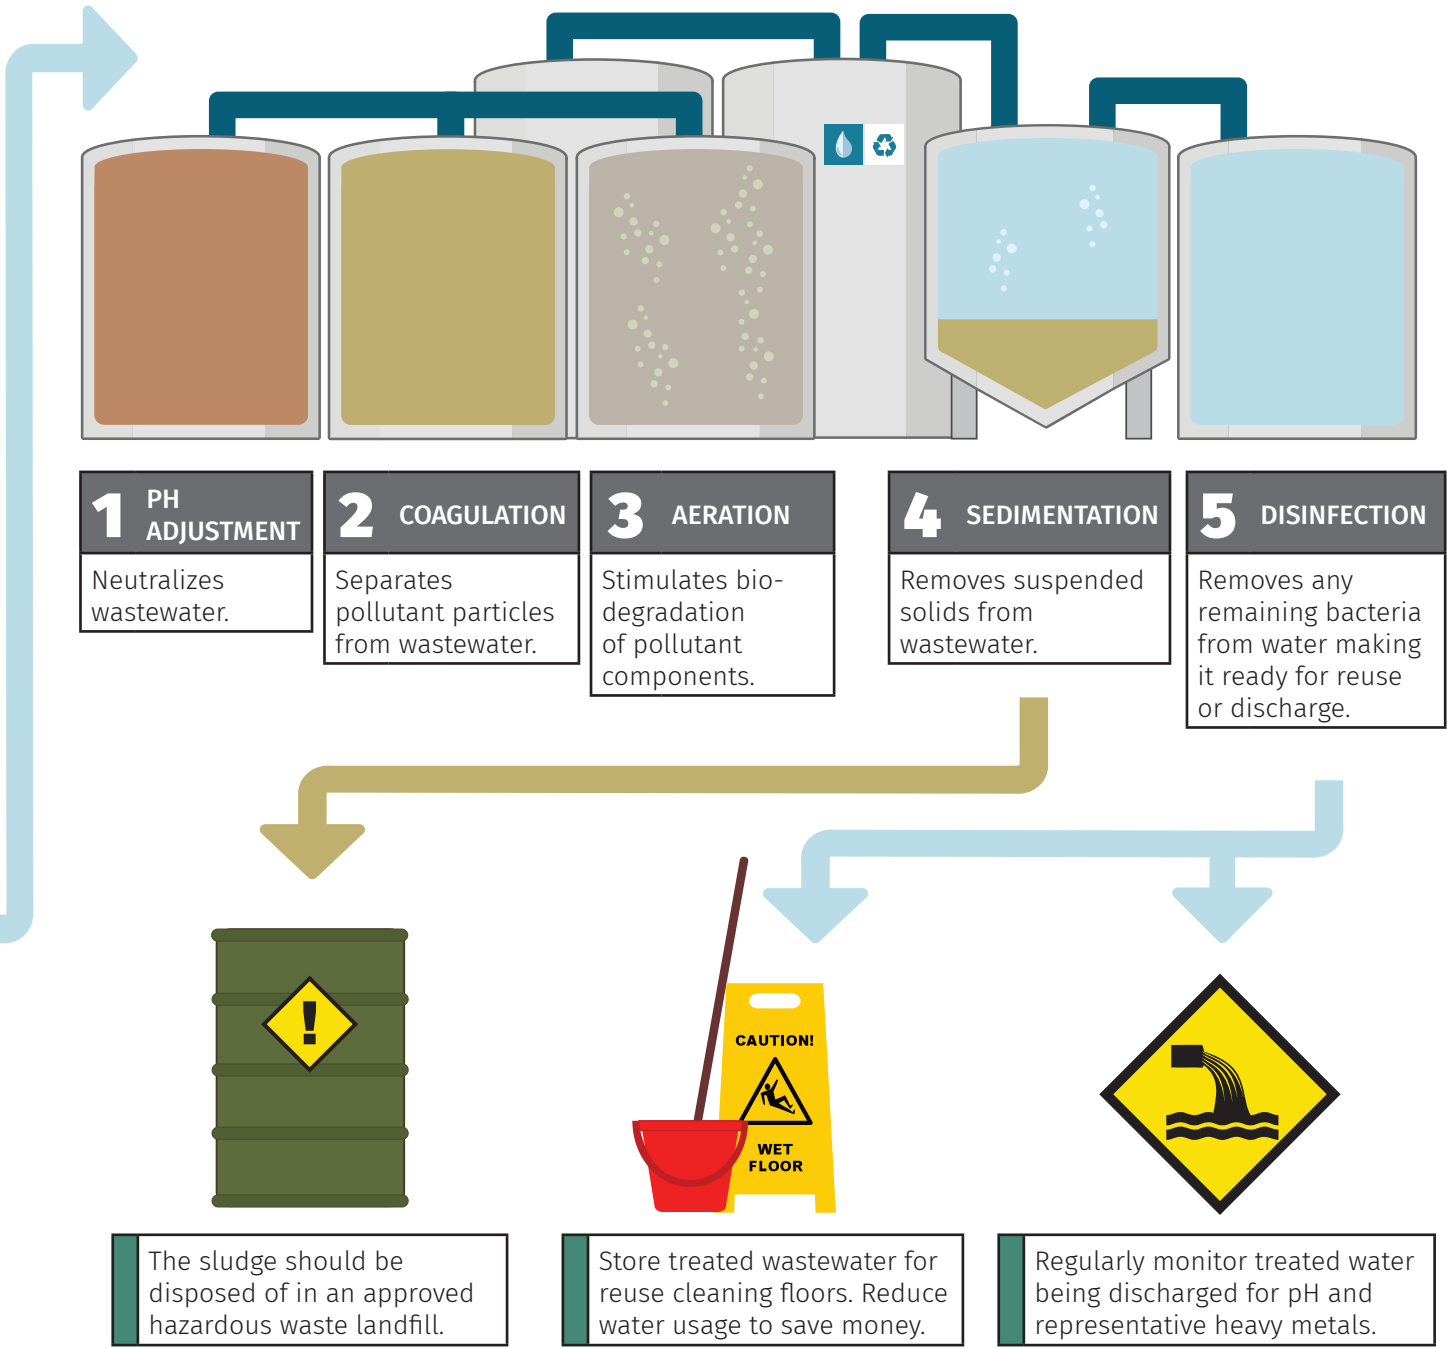 1 PH
ADJUSTMENT
Neutralizes
wastewater.
2 COAGULATION
Separates
pollutant particles
from wastewater.
3 AERATION
Stimulates bio-
degradation
of pollutant
components.
4 SEDIMENTATION
Removes suspended
solids from
wastewater.
5 DISINFECTION
Removes any
remaining bacteria
from water making
it ready for reuse
or discharge.
!
CAUTION!
WET
FLOOR
The sludge should be
disposed of in an approved
hazardous waste landfill.
Store treated wastewater for
reuse cleaning floors. Reduce
water usage to save money.
Regularly monitor treated water
being discharged for pH and
representative heavy metals.